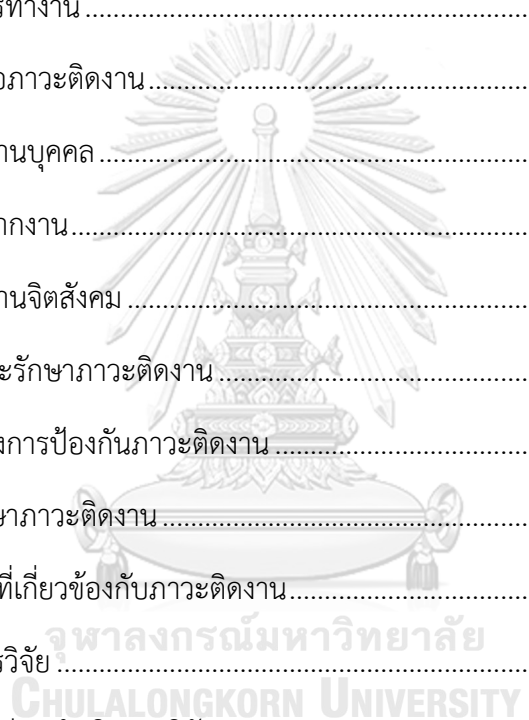 รทำงาน
อภาวะติดงาน
านบุคคล
ากงาน
านจิตสังคม
ะรักษาภาวะติดงาน
งการป้องกันภาวะติดงาน
ษาภาวะติดงาน
ที่เกี่ยวข้องกับภาวะติดงาน
จุฬาลงกรณ์มหาวิทยาลัย
รวิจัย
CHULALONGKORN UNIVERSITY